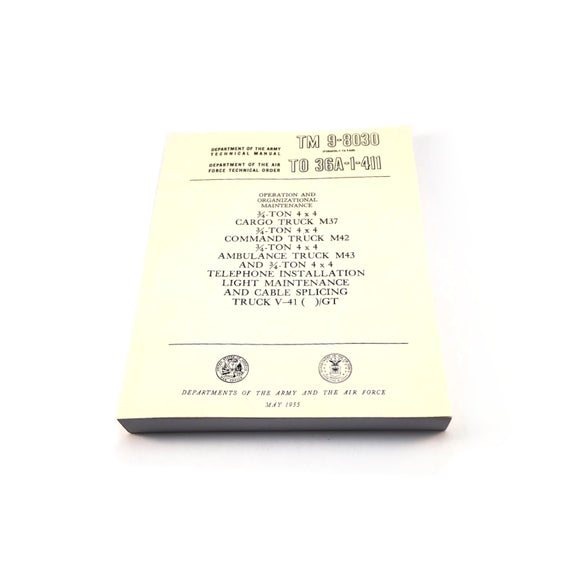 DEPARTMENT OF THE ARMY
TECHNICAL MANUAL
TM 9-8030
DEPARTMENT OF THE AIR
FORCE TECHNICAL ORDER
TO 36A-1-411
OPERATION AND
ORGANIZATIONAL
MAINTENANCE
¾-TON 4 x 4
CARGO TRUCK M37
¾-TON 4 x 4
COMMAND TRUCK M42
¾-TON 4 x 4
AMBULANCE TRUCK M43
AND ¾-TON 4 x 4
TELEPHONE INSTALLATION
LIGHT MAINTENANCE
AND CABLE SPLICING
TRUCK V-41 ( )/GT
DEPARTMENTS OF THE ARMY AND THE AIR FORCE
MAY 1955